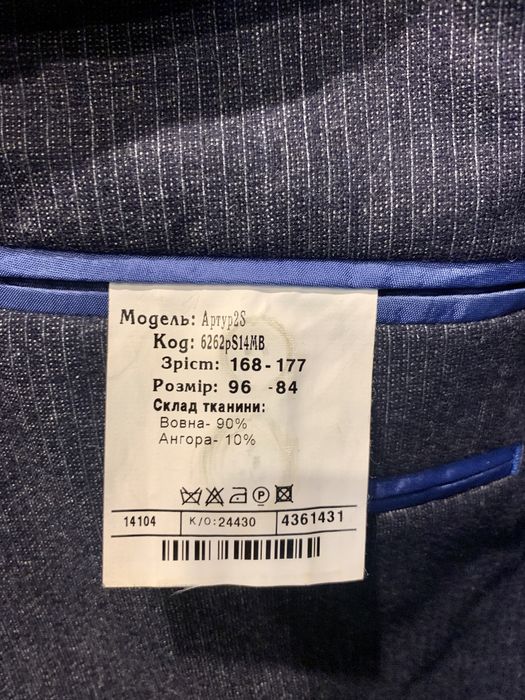 Модель: Артур2S
Код: 6262pS14MB
Зріст: 168-177
Розмір: 96 -84
Склад тканини:
Вовна- 90%
Ангора- 10%
P
14104 К/О:24430 4361431